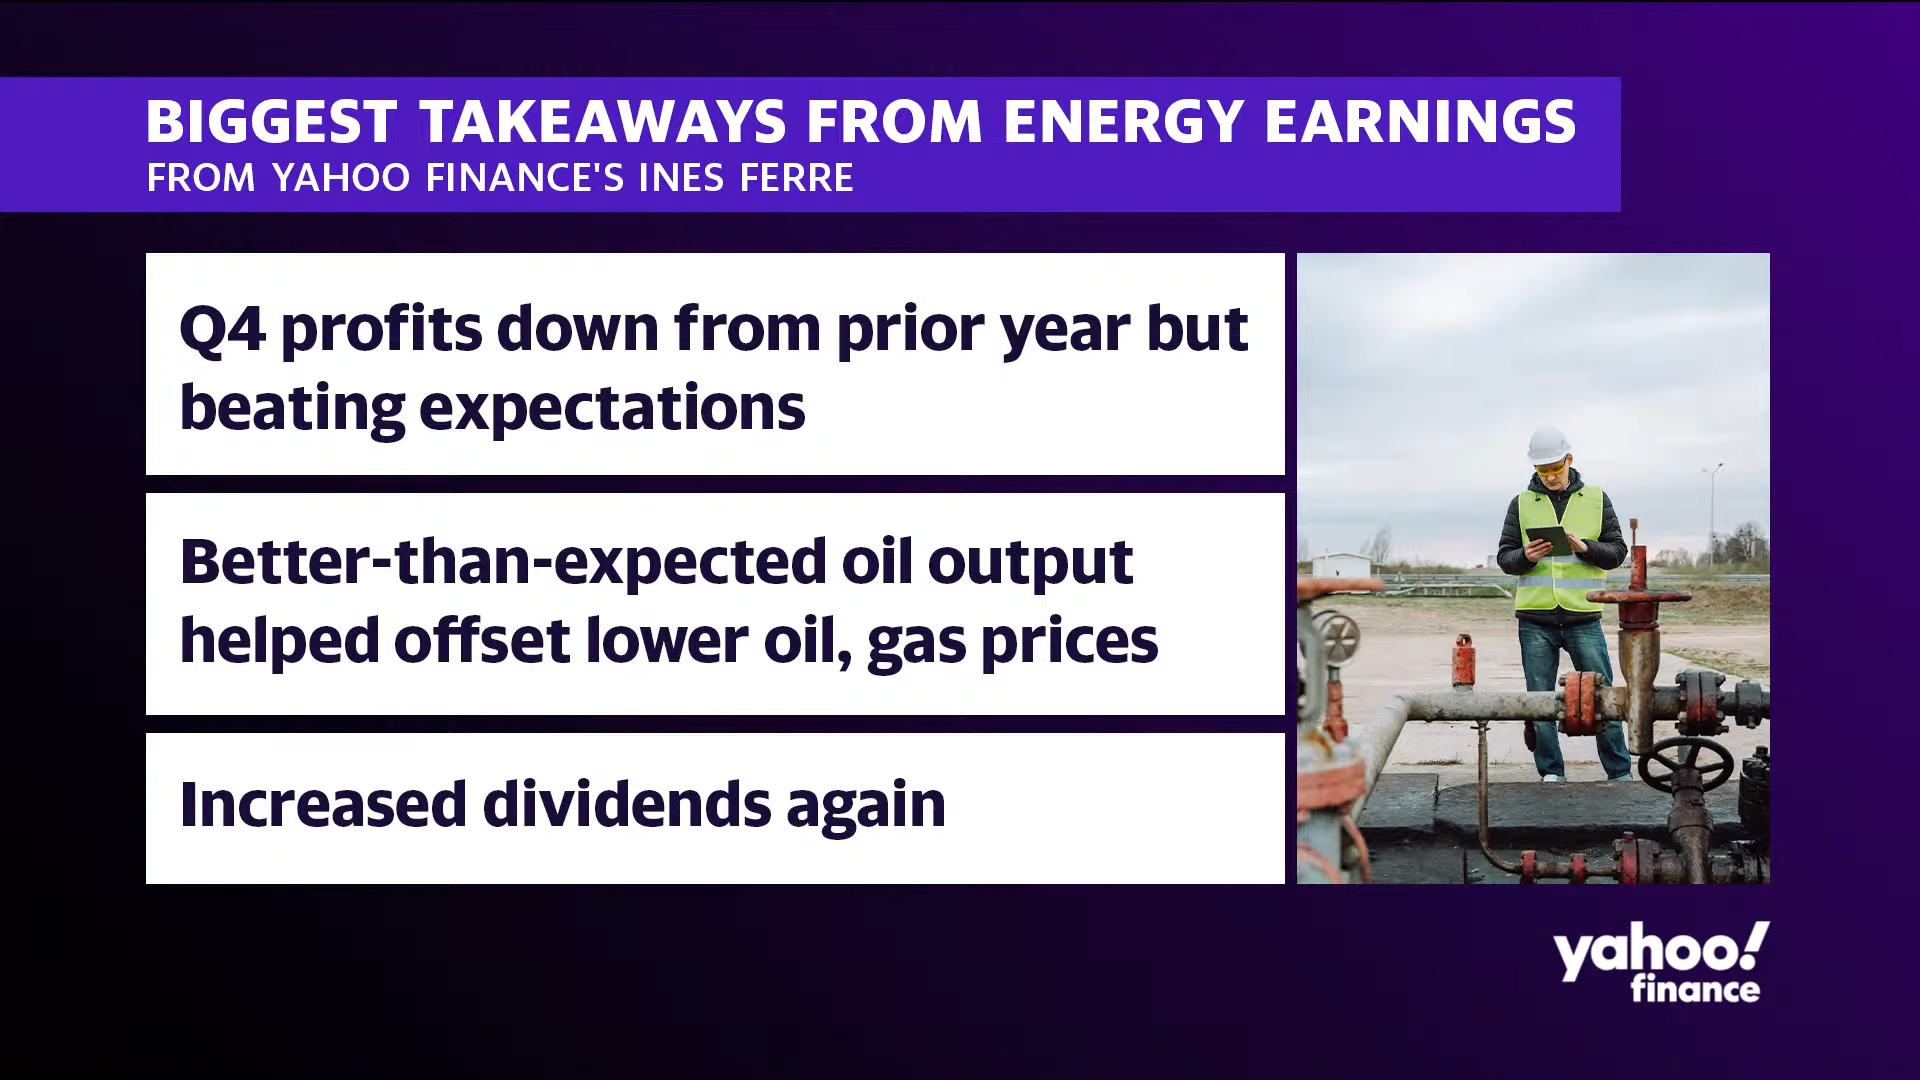 BIGGEST TAKEAWAYS FROM ENERGY EARNINGS
FROM YAHOO FINANCE'S INES FERRE
Q4 profits down from prior year but
beating expectations
Better-than-expected oil output
helped offset lower oil, gas prices
Increased dividends again
yahoo!
finance